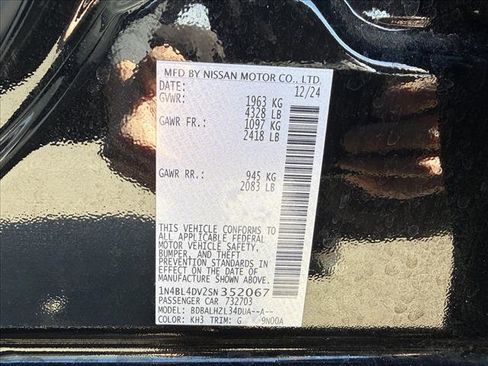 MFD BY NISSAN MOTOR CO., LTD.
DATE: 12/24
GVWR: 1963 KG
4328 LB
GAWR FR.: 1097 KG
2418 LB
GAWR RR.: 945 KG
2083 LB
THIS VEHICLE CONFORMS TO
ALL APPLICABLE FEDERAL
MOTOR VEHICLE SAFETY,
BUMPER, AND THEFT
PREVENTION STANDARDS IN
EFFECT ON THE DATE OF
MANUFACTURE SHOWN ABOVE.
1N4BL4DV2SN352067
PASSENGER CAR 732703
MODEL: BDBALHZL34DUA--A--
COLOR: KH3 TRIM: G 9N00A